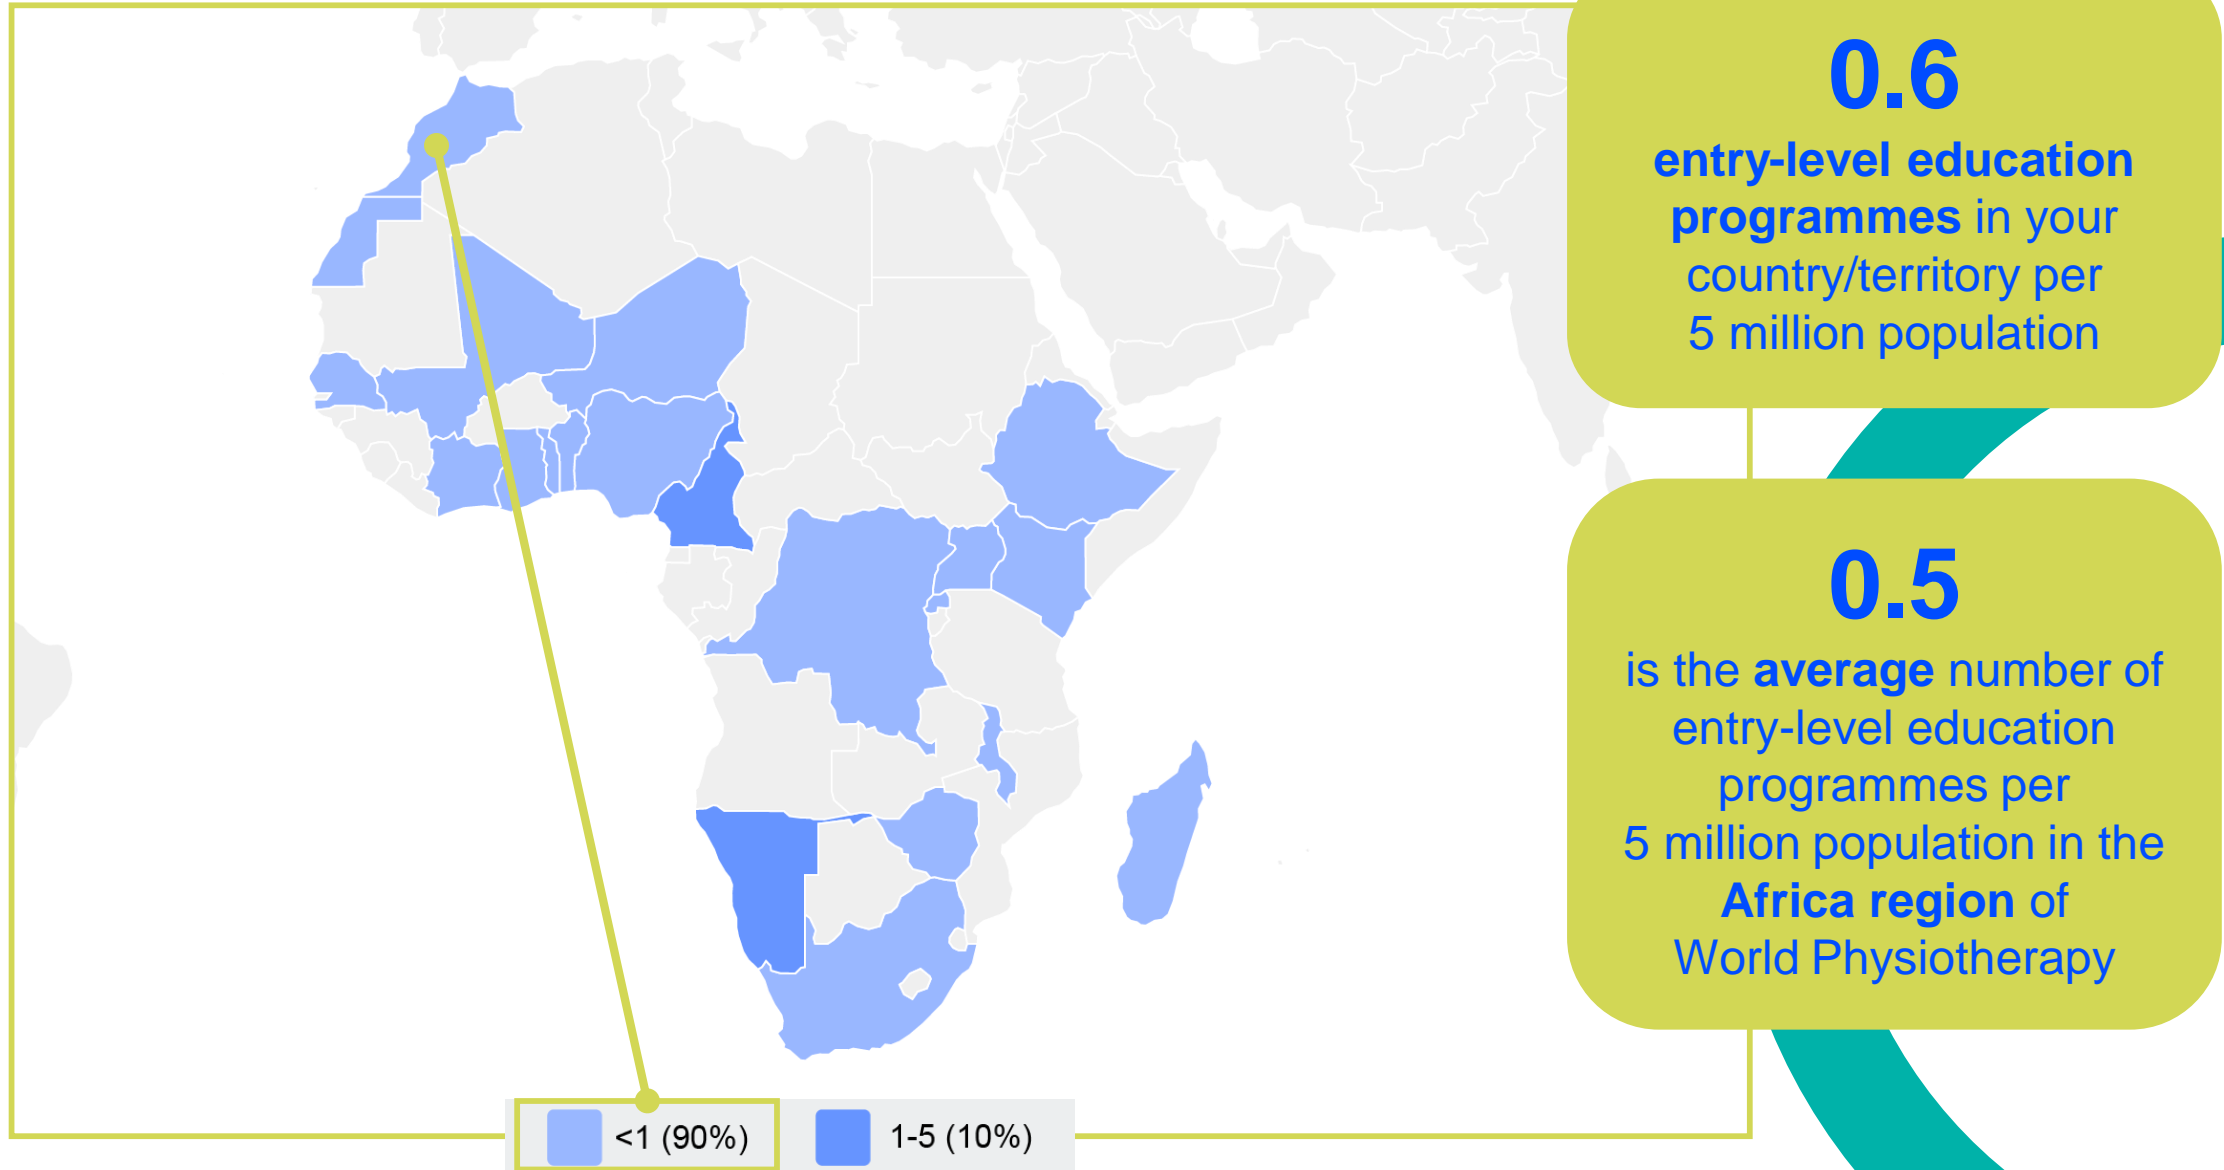 0.6
entry-level education
programmes in your
country/territory per
5 million population
0.5
is the average number of
entry-level education
programmes per
5 million population in the
Africa region of
World Physiotherapy
<1 (90%)
1-5 (10%)